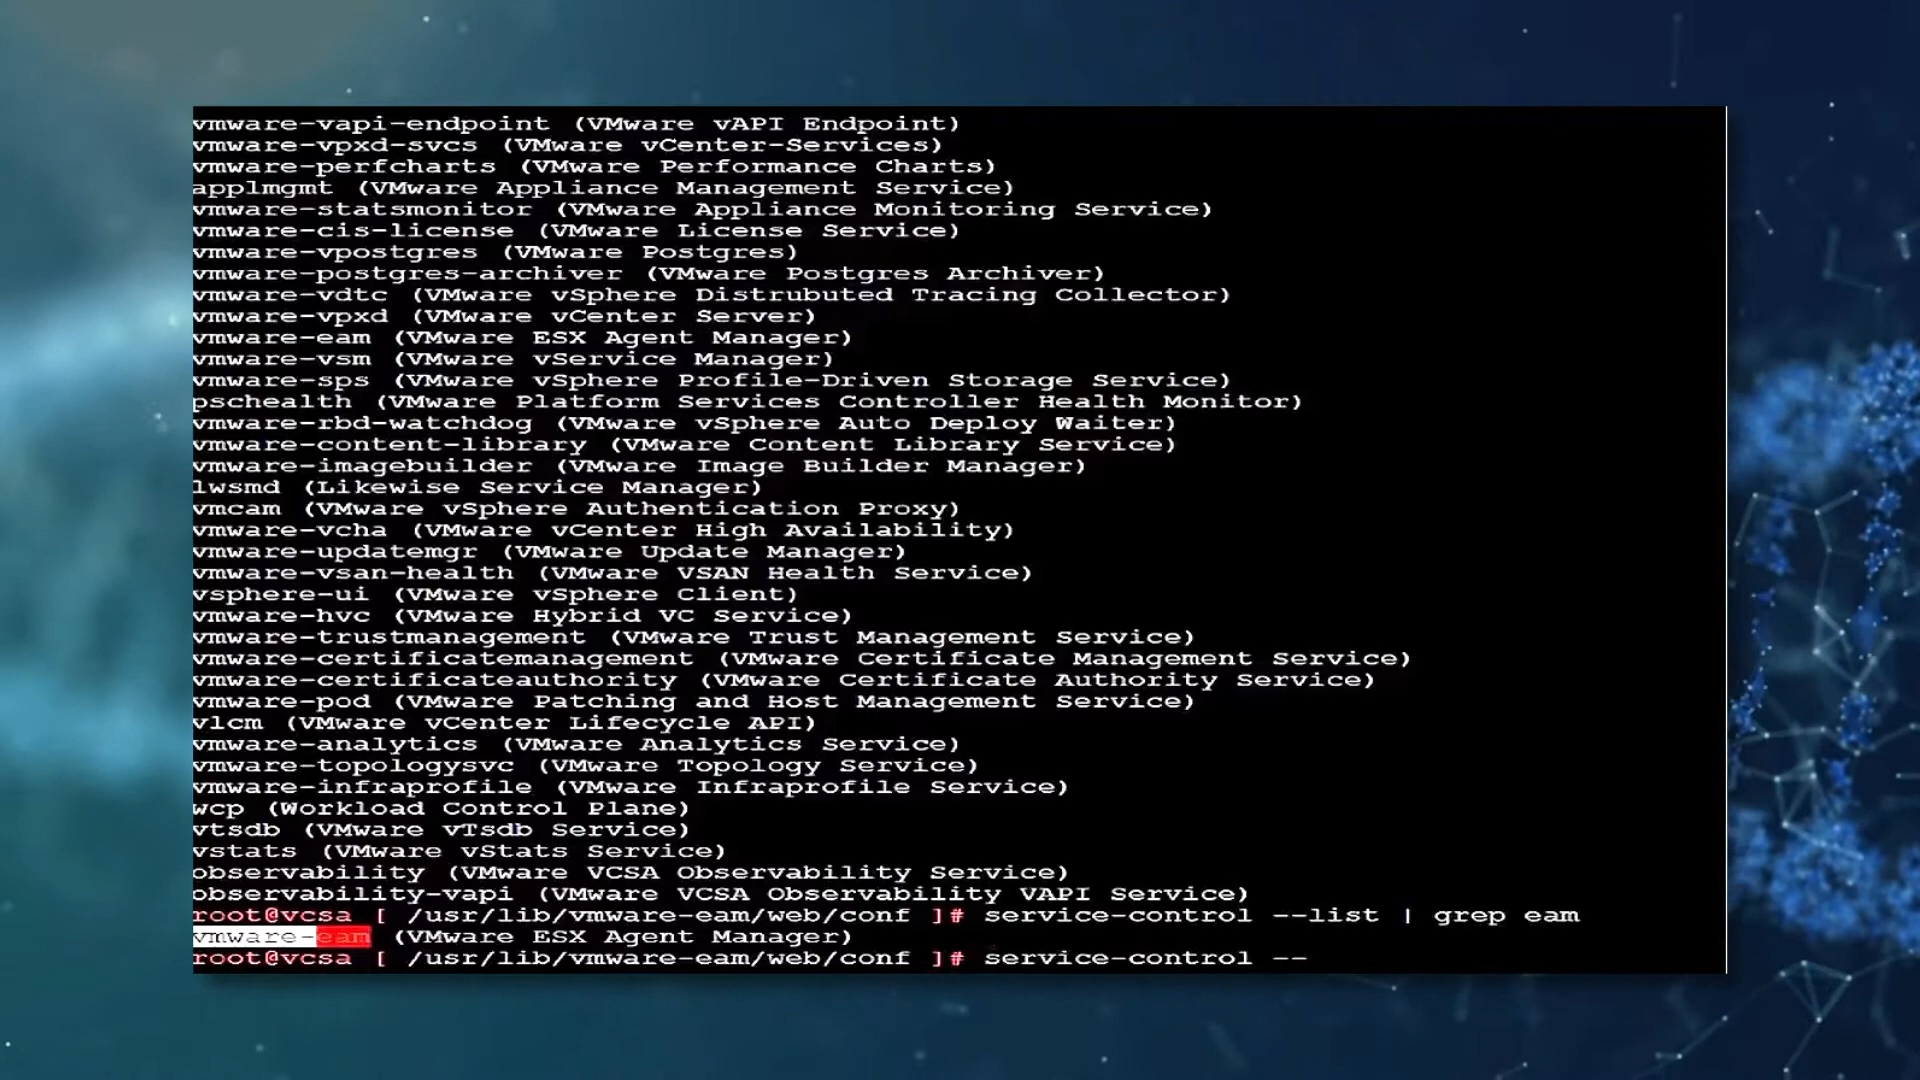 vmware-vapi-endpoint (VMware vAPI Endpoint)
vmware-vpxd-svcs (VMware vCenter-Services)
vmware-perfcharts (VMware Performance Charts)
applmgmt (VMware Appliance Management Service)
vmware-statsmonitor (VMware Appliance Monitoring Service)
vmware-cis-license (VMware License Service)
vmware-vpostgres (VMware Postgres)
vmware-postgres-archiver (VMware Postgres Archiver)
vmware-vdtc (VMware vSphere Distrubuted Tracing Collector)
vmware-vpxd (VMware vCenter Server)
vmware-eam (VMware ESX Agent Manager)
vmware-vsm (VMware vService Manager)
vmware-sps (VMware vSphere Profile-Driven Storage Service)
pschealth (VMware Platform Services Controller Health Monitor)
vmware-rbd-watchdog (VMware vSphere Auto Deploy Waiter)
vmware-content-library (VMware Content Library Service)
vmware-imagebuilder (VMware Image Builder Manager)
lwsmd (Likewise Service Manager)
vmcam (VMware vSphere Authentication Proxy)
vmware-vcha (VMware vCenter High Availability)
vmware-updatemgr (VMware Update Manager)
vmware-vsan-health (VMware VSAN Health Service)
vsphere-ui (VMware vSphere Client)
vmware-hvc (VMware Hybrid VC Service)
vmware-trustmanagement (VMware Trust Management Service)
vmware-certificatemanagement (VMware Certificate Management Service)
vmware-certificateauthority (VMware Certificate Authority Service)
vmware-pod (VMware Patching and Host Management Service)
vlcm (VMware vCenter Lifecycle API)
vmware-analytics (VMware Analytics Service)
vmware-topologysvc (VMware Topology Service)
vmware-infraprofile (VMware Infraprofile Service)
wcp (Workload Control Plane)
vtsdb (VMware vTsdb Service)
vstats (VMware vStats Service)
observability (VMware VCSA Observability Service)
observability-vapi (VMware VCSA Observability VAPI Service)
root@vcsa [ /usr/lib/vmware-eam/web/conf ]# service-control --list | grep eam
vmware-eam (VMware ESX Agent Manager)
root@vcsa [ /usr/lib/vmware-eam/web/conf ]# service-control --